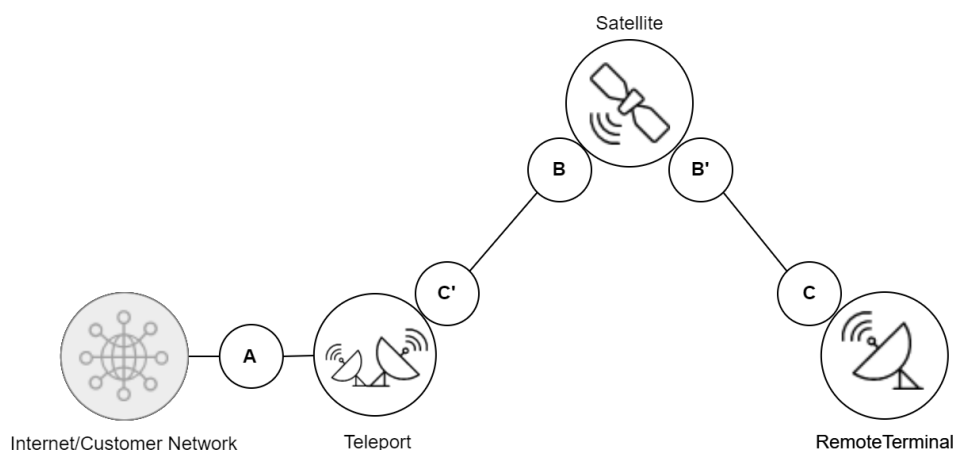 Satellite
B
B'
C'
C
A
Internet/Customer Network
Teleport
RemoteTerminal